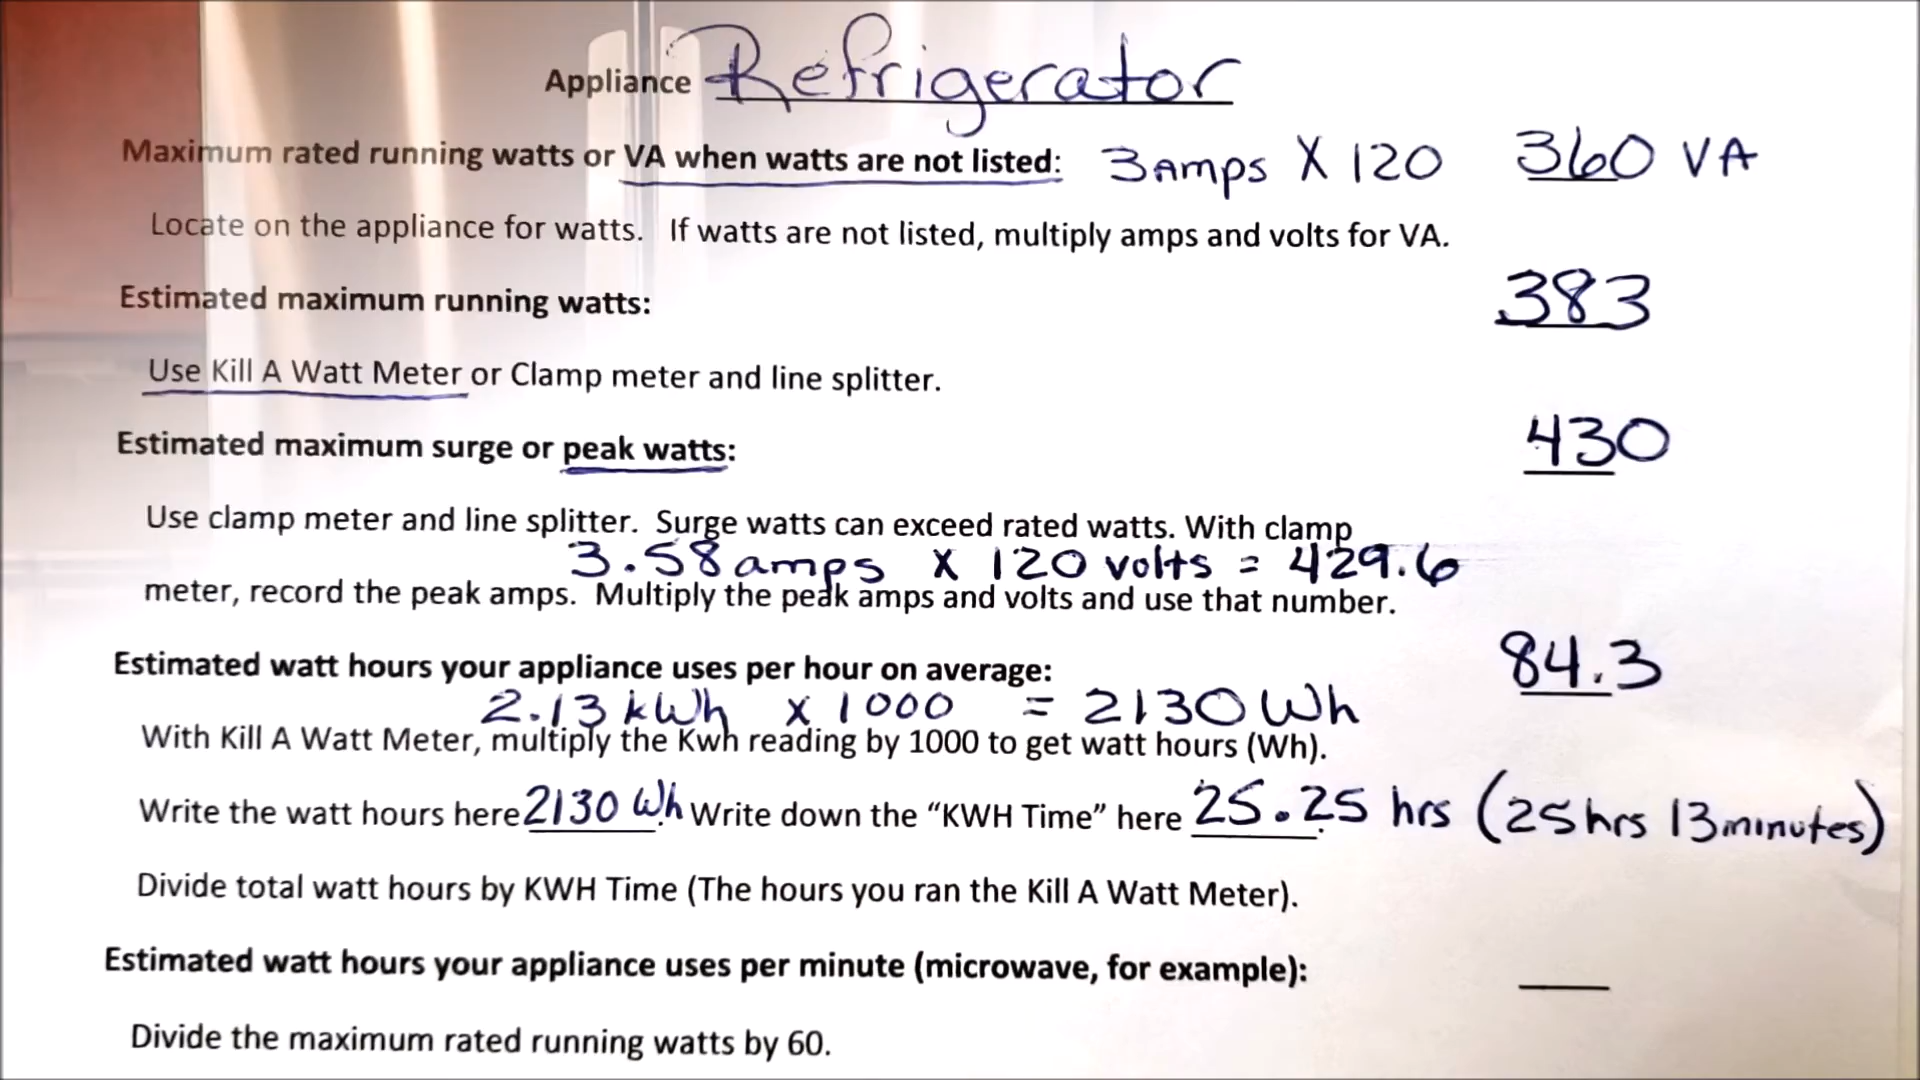 Appliance Refrigerator
Maximum rated running watts or VA when watts are not listed: 3 Amps X 120 360 VA
Locate on the appliance for watts. If watts are not listed, multiply amps and volts for VA.
Estimated maximum running watts: 383
Use Kill A Watt Meter or Clamp meter and line splitter.
Estimated maximum surge or peak watts: 430
Use clamp meter and line splitter. Surge watts can exceed rated watts. With clamp
3.58 amps X 120 volts = 429.6
meter, record the peak amps. Multiply the peak amps and volts and use that number.
Estimated watt hours your appliance uses per hour on average: 84.3
2.13 kWh x 1000 = 2130 Wh
With Kill A Watt Meter, multiply the Kwh reading by 1000 to get watt hours (Wh).
Write the watt hours here 2130 Wh Write down the “KWH Time” here 25.25 hrs (25 hrs 13 minutes)
Divide total watt hours by KWH Time (The hours you ran the Kill A Watt Meter).
Estimated watt hours your appliance uses per minute (microwave, for example):
Divide the maximum rated running watts by 60.